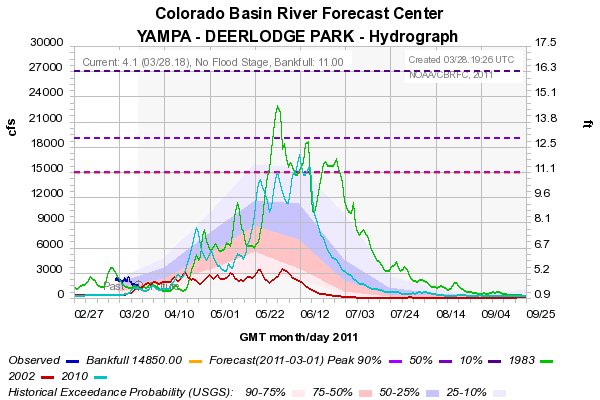 Colorado Basin River Forecast Center
YAMPA - DEERLODGE PARK - Hydrograph
30000 17.5
Current: 4.1 (03/28.18), No Flood Stage, Bankfull: 11.00 Created 03/28.19:26 UTC
27000 16.3
NOAA/CBRFC, 2011
24000 15.1
21000 13.8
cfs ft
18000 12.5
15000 11.1
12000 9.6
9000 8.1
6000 6.7
3000 5.2
Past Future
0 0.9
02/27 03/20 04/10 05/01 05/22 06/12 07/03 07/24 08/14 09/04 09/25
GMT month/day 2011
Observed Bankfull 14850.00 Forecast(2011-03-01) Peak 90% 50% 10% 1983
2002 2010
Historical Exceedance Probability (USGS): 90-75% 75-50% 50-25% 25-10%